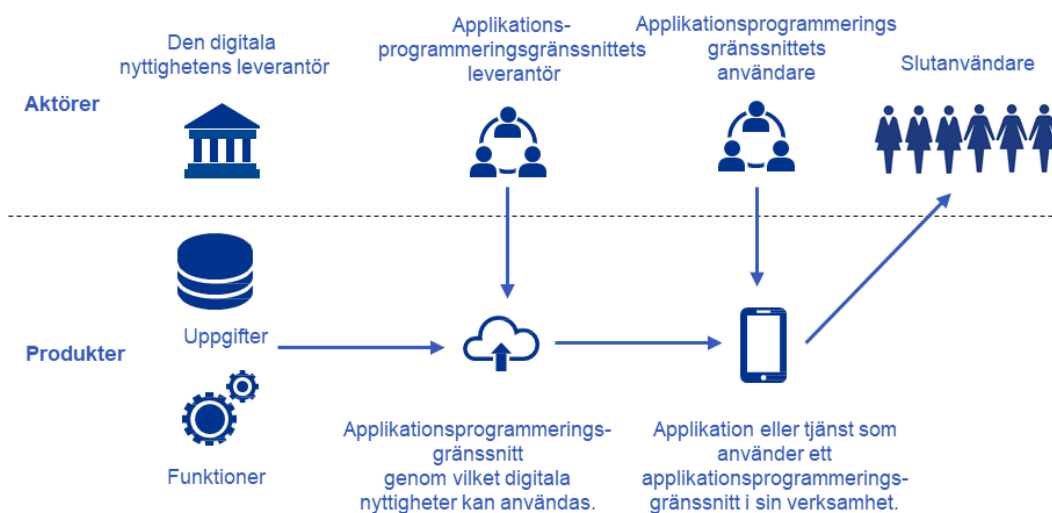 Den digitala
nyttighetens leverantör
Applikations-
programmeringsgränssnittets
leverantör
Applikationsprogrammerings
gränssnittets
användare
Slutanvändare
Aktörer
Uppgifter
Produkter
Funktioner
Applikationsprogrammerings-
gränssnitt
genom vilket digitala
nyttigheter kan användas.
Applikation eller tjänst som
använder ett
applikationsprogrammerings-
gränssnitt i sin verksamhet.